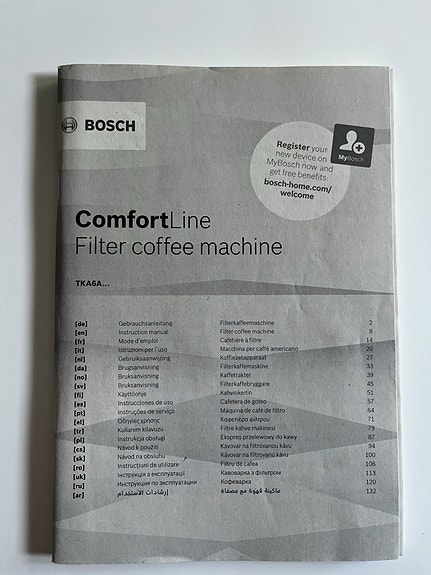 BOSCH
Register your
new device on
MyBosch now and
get free benefits:
bosch-home.com/
welcome
MyBosch
ComfortLine
Filter coffee machine
TKA6A...
[de] Gebrauchsanleitung Filterkaffeemaschine 2
[en] Instruction manual Filter coffee machine 8
[fr] Mode d'emploi Cafetière à filtre 14
[it] Istruzioni per l'uso Macchina per caffè americano 20
[nl] Gebruiksaanwijzing Koffiezetapparaat 27
[da] Brugsanvisning Filterkaffemaskine 33
[no] Bruksanvisning Kaffetrakter 39
[sv] Bruksanvisning Filterkaffebryggare 45
[fi] Käyttöohje Kahvinkeitin 51
[es] Instrucciones de uso Cafetera de goteo 57
[pt] Instruções de serviço Máquina de café de filtro 64
[el] Οδηγίες χρήσης Καφετιέρα φίλτρου 71
[tr] Kullanım kılavuzu Filtre kahve makinesi 79
[pl] Instrukcja obsługi Ekspres przelewowy do kawy 87
[cs] Návod k použití Kávovar na filtrovanou kávu 94
[sk] Návod na obsluhu Kávovar na filtrovanú kávu 100
[ro] Instrucțiuni de utilizare Filtru de cafea 106
[uk] Інструкція з експлуатації Кавоварка з фільтром 113
[ru] Инструкция по эксплуатации Кофеварка 120
[ar] إرشادات الاستخدام ماكينة قهوة مع مصفاة 132